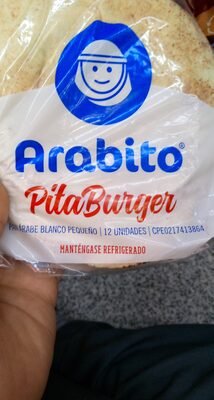 Arabito®
PitaBurger
PAN ARABE BLANCO PEQUEÑO | 12 UNIDADES | CPE0217413864
MANTÉNGASE REFRIGERADO